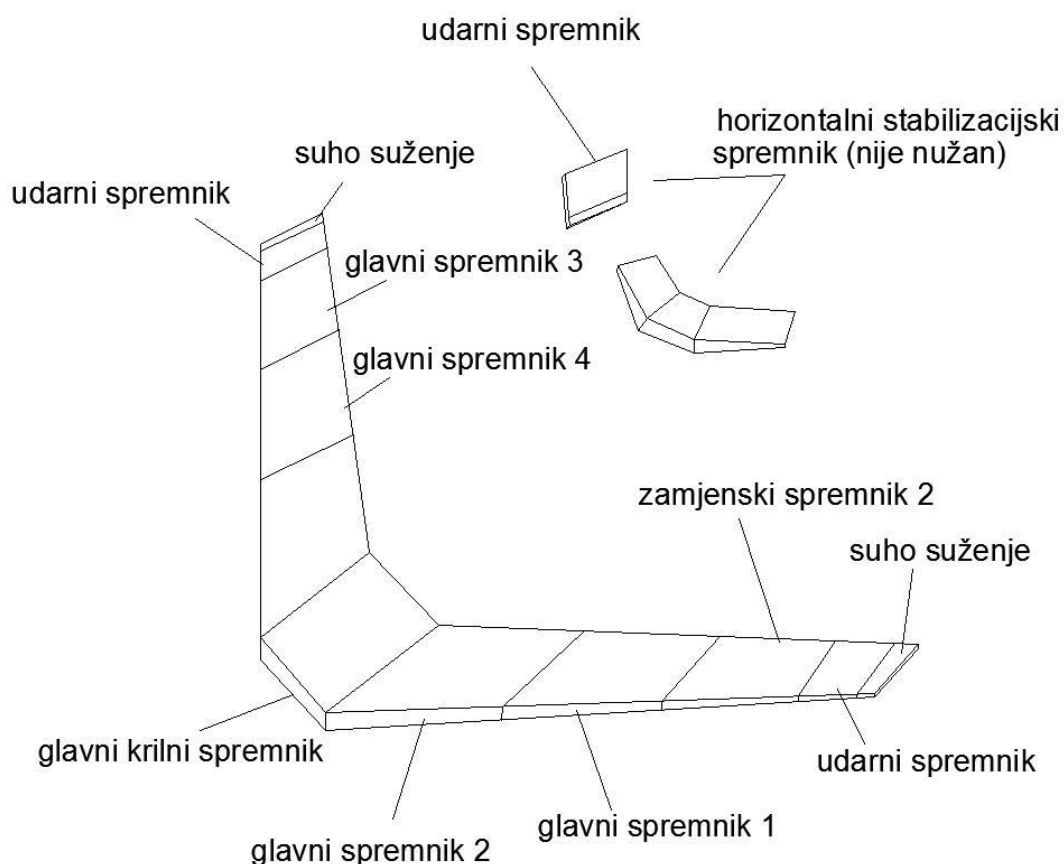 udarni spremnik
horizontalni stabilizacijski
spremnik (nije nužan)
suho suženje
udarni spremnik
glavni spremnik 3
glavni spremnik 4
zamjenski spremnik 2
suho suženje
glavni krilni spremnik
udarni spremnik
glavni spremnik 1
glavni spremnik 2